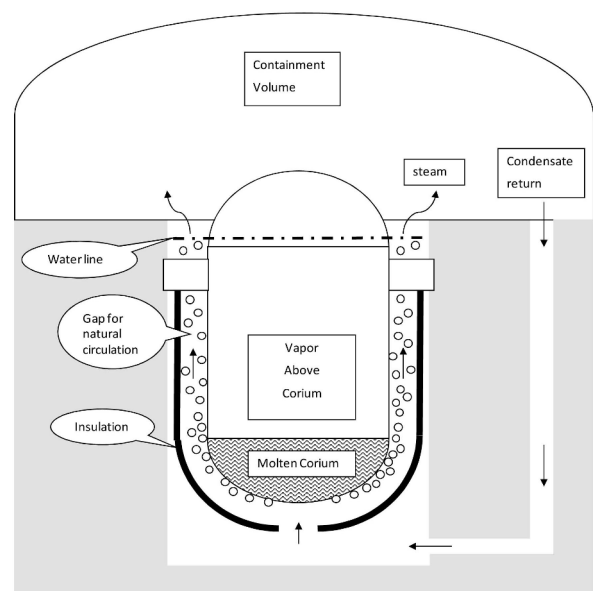 Containment
Volume
steam
Condensate
return
Water line
Gap for
natural
circulation
Vapor
Above
Corium
Insulation
Molten Corium